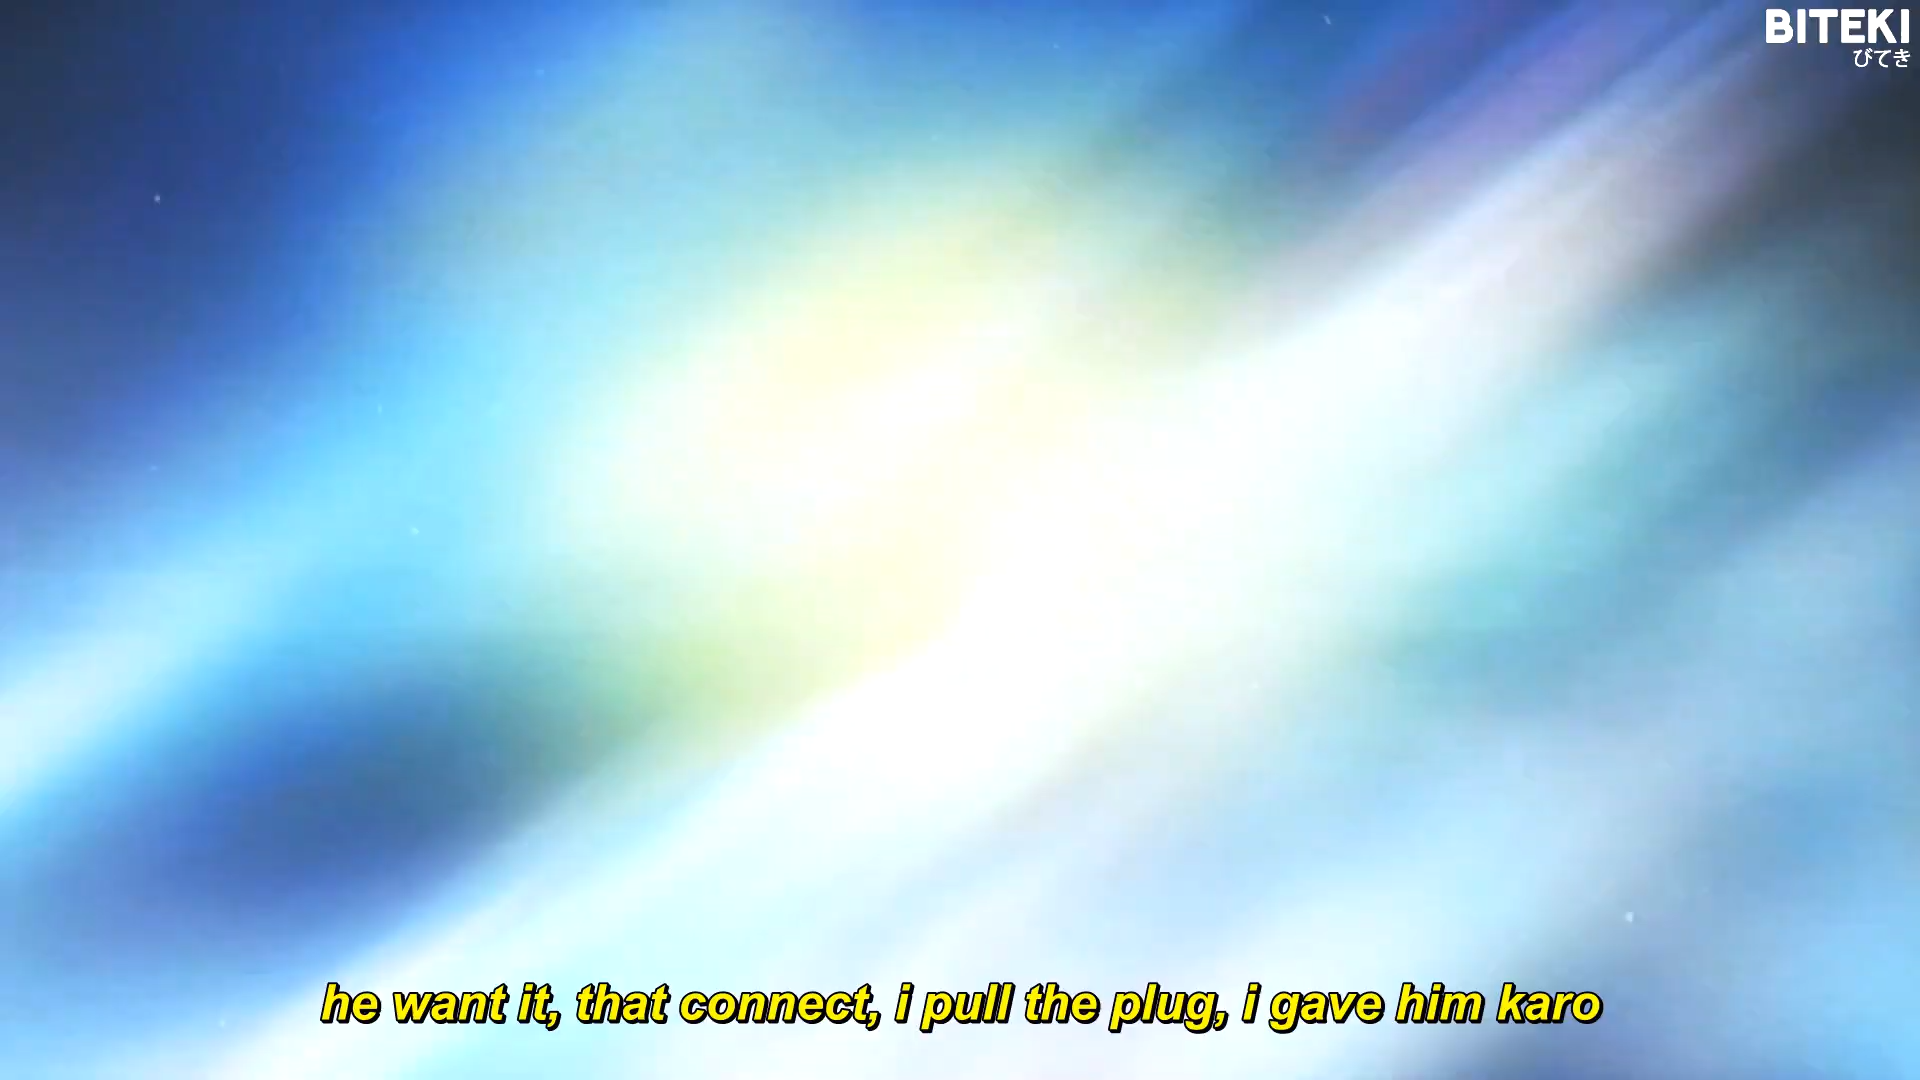 BITEKI
びてき
he want it, that connect, i pull the plug, i gave him karo